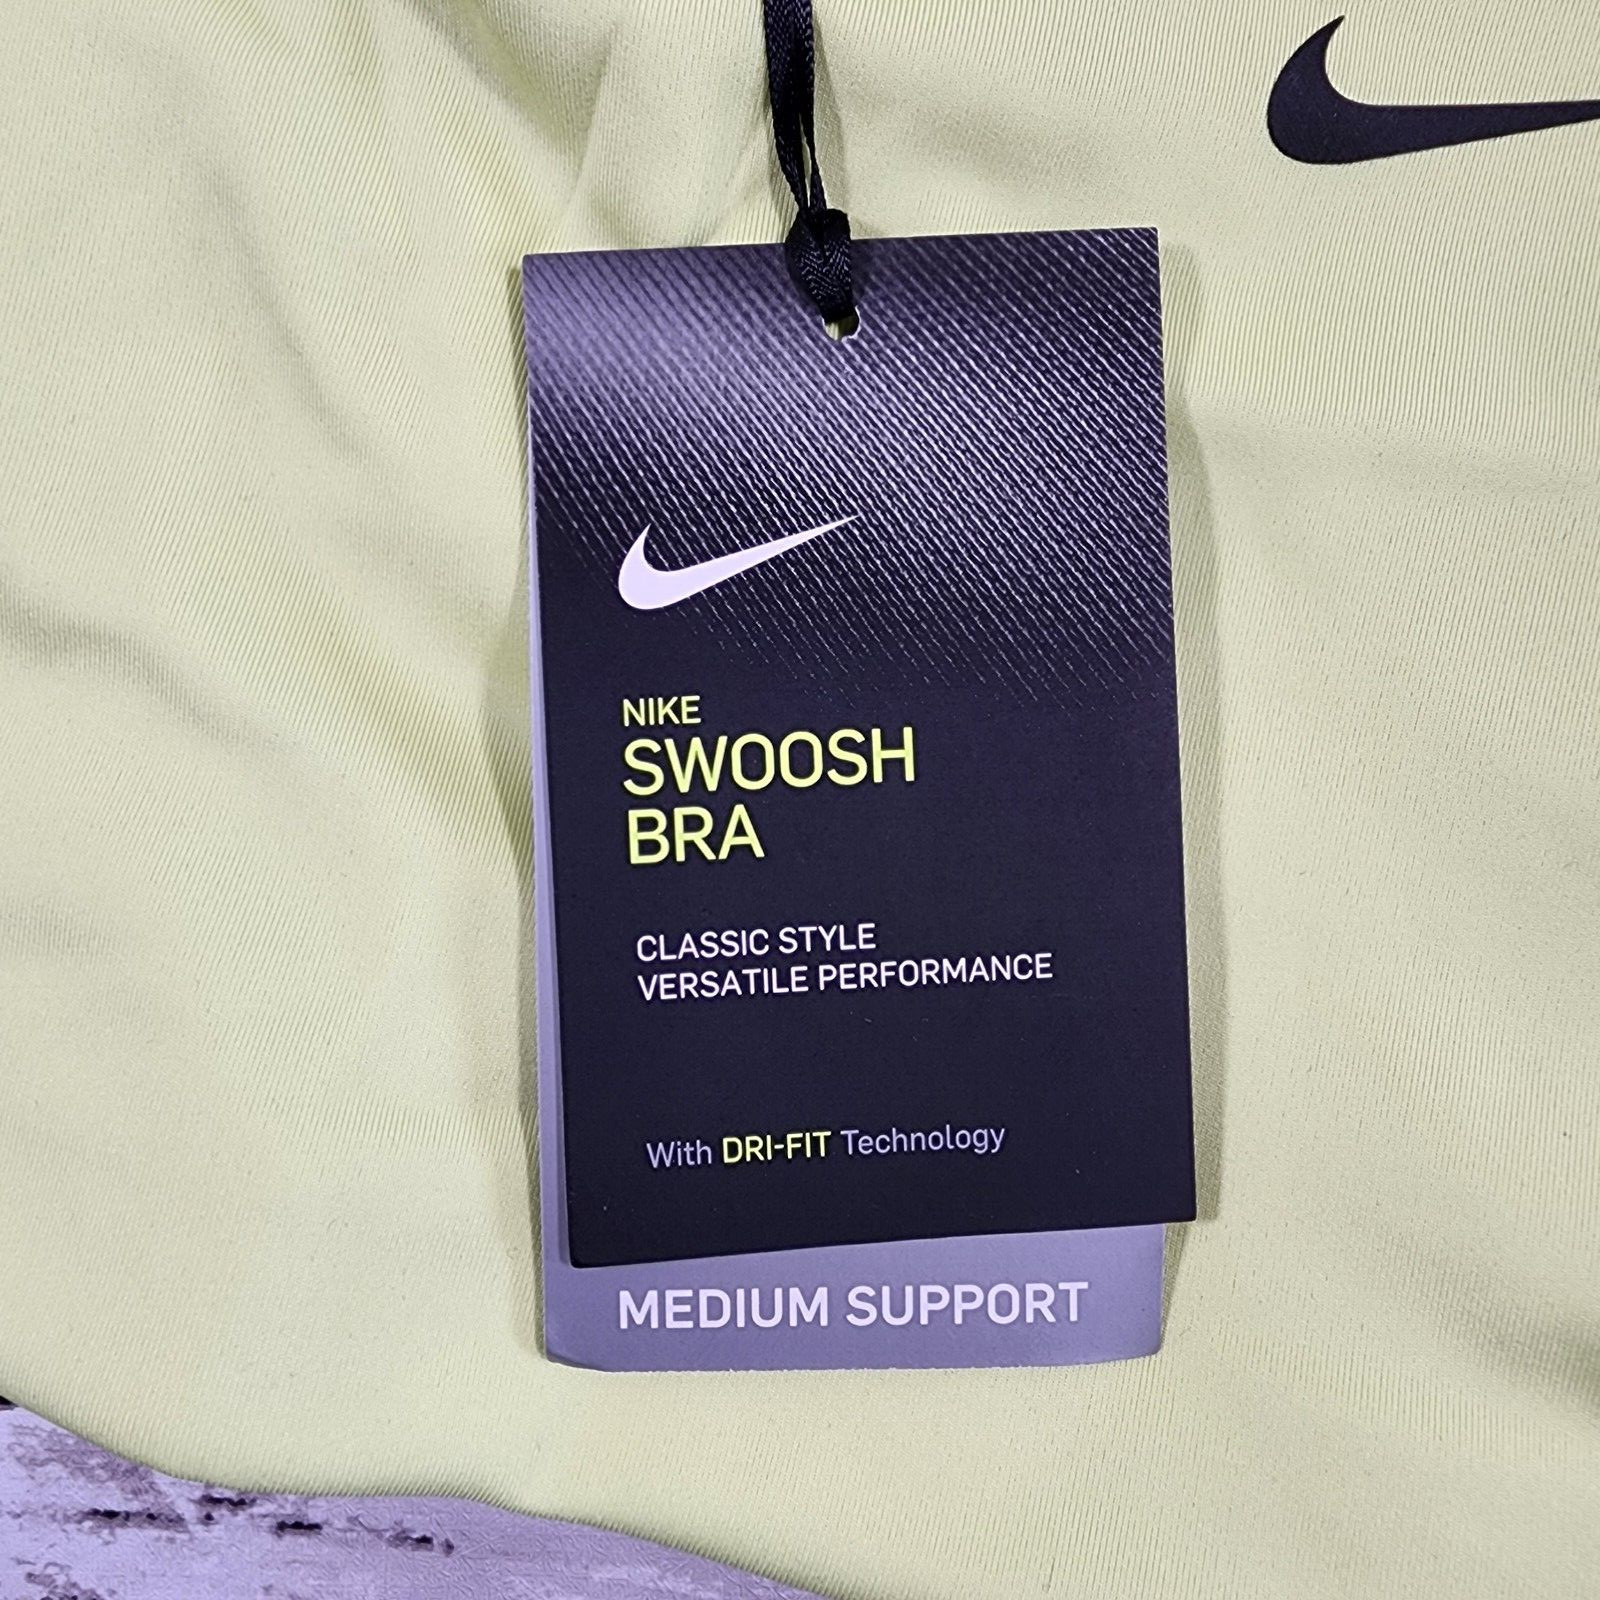 NIKE
SWOOSH
BRA
CLASSIC STYLE
VERSATILE PERFORMANCE
With DRI-FIT Technology
MEDIUM SUPPORT